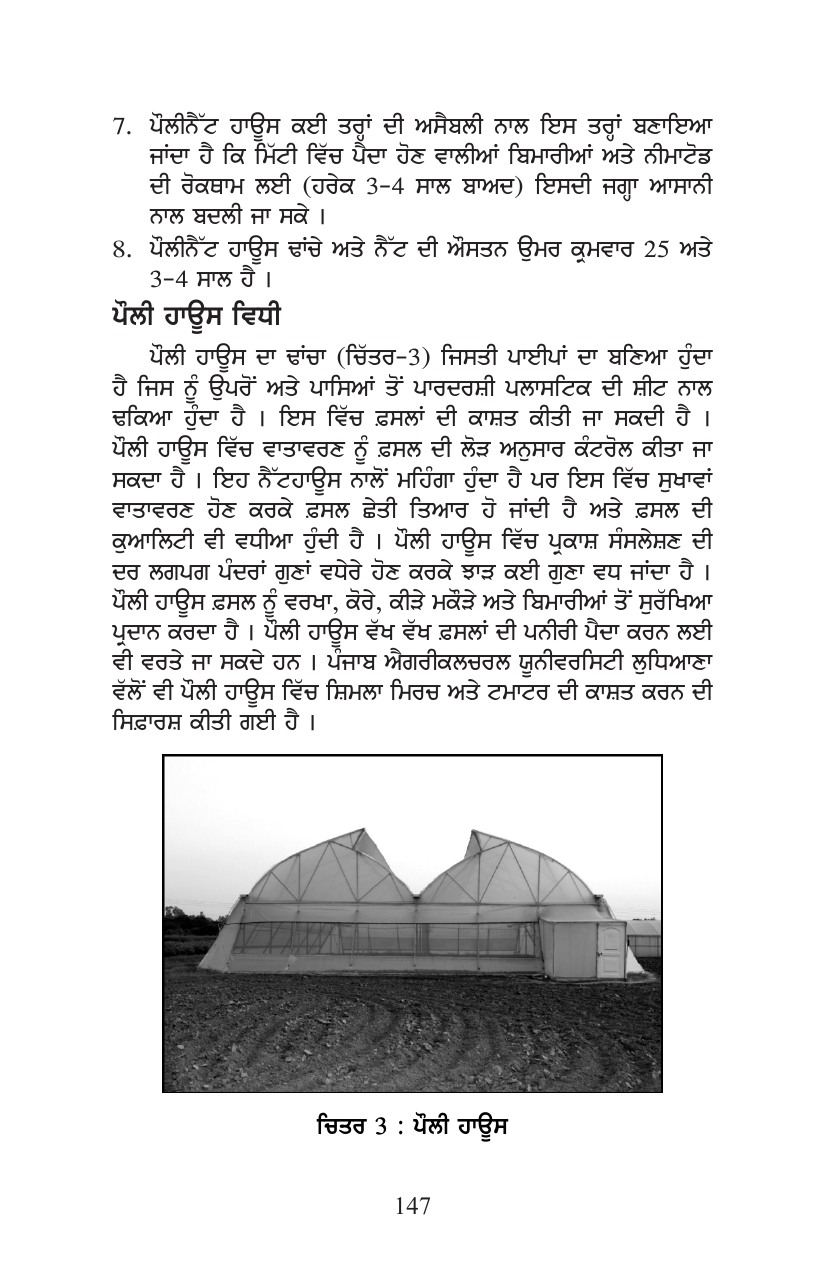 7. ਪੌਲੀਨੈੱਟ ਹਾਊਸ ਕਈ ਤਰ੍ਹਾਂ ਦੀ ਅਸੈਬਲੀ ਨਾਲ ਇਸ ਤਰ੍ਹਾਂ ਬਣਾਇਆ
ਜਾਂਦਾ ਹੈ ਕਿ ਮਿੱਟੀ ਵਿੱਚ ਪੈਦਾ ਹੋਣ ਵਾਲੀਆਂ ਬਿਮਾਰੀਆਂ ਅਤੇ ਨੀਮਾਟੋਡ
ਦੀ ਰੋਕਥਾਮ ਲਈ (ਹਰੇਕ 3-4 ਸਾਲ ਬਾਅਦ) ਇਸਦੀ ਜਗ੍ਹਾ ਆਸਾਨੀ
ਨਾਲ ਬਦਲੀ ਜਾ ਸਕੇ ।
8. ਪੌਲੀਨੈੱਟ ਹਾਊਸ ਢਾਂਚੇ ਅਤੇ ਨੈੱਟ ਦੀ ਔਸਤਨ ਉਮਰ ਕ੍ਰਮਵਾਰ 25 ਅਤੇ
3-4 ਸਾਲ ਹੈ ।
ਪੌਲੀ ਹਾਊਸ ਵਿਧੀ
ਪੌਲੀ ਹਾਊਸ ਦਾ ਢਾਂਚਾ (ਚਿੱਤਰ-3) ਜਿਸਤੀ ਪਾਈਪਾਂ ਦਾ ਬਣਿਆ ਹੁੰਦਾ
ਹੈ ਜਿਸ ਨੂੰ ਉਪਰੋਂ ਅਤੇ ਪਾਸਿਆਂ ਤੋਂ ਪਾਰਦਰਸ਼ੀ ਪਲਾਸਟਿਕ ਦੀ ਸ਼ੀਟ ਨਾਲ
ਢਕਿਆ ਹੁੰਦਾ ਹੈ । ਇਸ ਵਿੱਚ ਫ਼ਸਲਾਂ ਦੀ ਕਾਸ਼ਤ ਕੀਤੀ ਜਾ ਸਕਦੀ ਹੈ ।
ਪੌਲੀ ਹਾਊਸ ਵਿੱਚ ਵਾਤਾਵਰਣ ਨੂੰ ਫ਼ਸਲ ਦੀ ਲੋੜ ਅਨੁਸਾਰ ਕੰਟਰੋਲ ਕੀਤਾ ਜਾ
ਸਕਦਾ ਹੈ । ਇਹ ਨੈੱਟਹਾਊਸ ਨਾਲੋਂ ਮਹਿੰਗਾ ਹੁੰਦਾ ਹੈ ਪਰ ਇਸ ਵਿੱਚ ਸੁਖਾਵਾਂ
ਵਾਤਾਵਰਣ ਹੋਣ ਕਰਕੇ ਫ਼ਸਲ ਛੇਤੀ ਤਿਆਰ ਹੋ ਜਾਂਦੀ ਹੈ ਅਤੇ ਫ਼ਸਲ ਦੀ
ਕੁਆਲਿਟੀ ਵੀ ਵਧੀਆ ਹੁੰਦੀ ਹੈ । ਪੌਲੀ ਹਾਊਸ ਵਿੱਚ ਪ੍ਰਕਾਸ਼ ਸੰਸਲੇਸ਼ਣ ਦੀ
ਦਰ ਲਗਪਗ ਪੰਦਰਾਂ ਗੁਣਾਂ ਵਧੇਰੇ ਹੋਣ ਕਰਕੇ ਝਾੜ ਕਈ ਗੁਣਾ ਵਧ ਜਾਂਦਾ ਹੈ ।
ਪੌਲੀ ਹਾਊਸ ਫ਼ਸਲ ਨੂੰ ਵਰਖਾ, ਕੋਰੇ, ਕੀੜੇ ਮਕੌੜੇ ਅਤੇ ਬਿਮਾਰੀਆਂ ਤੋਂ ਸੁਰੱਖਿਆ
ਪ੍ਰਦਾਨ ਕਰਦਾ ਹੈ । ਪੌਲੀ ਹਾਊਸ ਵੱਖ ਵੱਖ ਫ਼ਸਲਾਂ ਦੀ ਪਨੀਰੀ ਪੈਦਾ ਕਰਨ ਲਈ
ਵੀ ਵਰਤੇ ਜਾ ਸਕਦੇ ਹਨ । ਪੰਜਾਬ ਐਗਰੀਕਲਚਰਲ ਯੂਨੀਵਰਸਿਟੀ ਲੁਧਿਆਣਾ
ਵੱਲੋਂ ਵੀ ਪੌਲੀ ਹਾਊਸ ਵਿੱਚ ਸ਼ਿਮਲਾ ਮਿਰਚ ਅਤੇ ਟਮਾਟਰ ਦੀ ਕਾਸ਼ਤ ਕਰਨ ਦੀ
ਸਿਫ਼ਾਰਸ਼ ਕੀਤੀ ਗਈ ਹੈ ।
ਚਿਤਰ 3 : ਪੌਲੀ ਹਾਊਸ
147